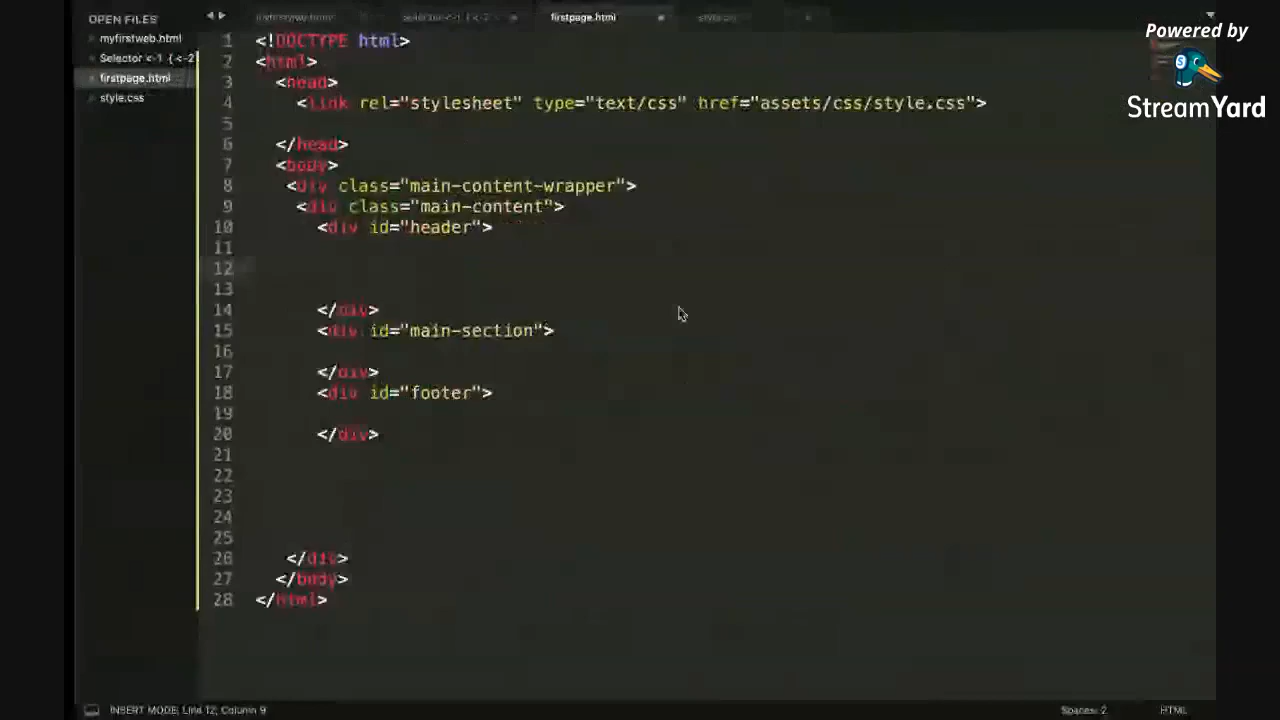 OPEN FILES
myfirstweb.html
Selector <-1 { <-2
firstpage.html
style.css
firstpage.html
style.css
Powered by
StreamYard
1 <!DOCTYPE html>
2 <html>
3 <head>
4 <link rel="stylesheet" type="text/css" href="assets/css/style.css">
5
6 </head>
7 <body>
8 <div class="main-content-wrapper">
9 <div class="main-content">
10 <div id="header">
11
12
13
14 </div>
15 <div id="main-section">
16
17 </div>
18 <div id="footer">
19
20 </div>
21
22
23
24
25
26 </div>
27 </body>
28 </html>
INSERT MODE, Line 12, Column 9
Spaces: 2
HTML